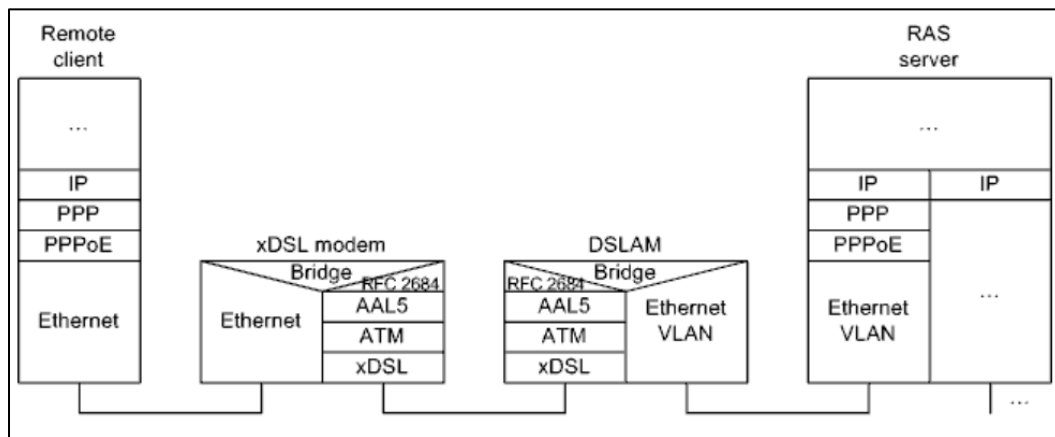 Remote
client
...
IP
PPP
PPPoE
Ethernet
xDSL modem
Bridge
RFC 2684
Ethernet
AAL5
ATM
xDSL
DSLAM
Bridge
RFC 2684
AAL5
ATM
xDSL
Ethernet
VLAN
RAS
server
...
IP
IP
PPP
PPPoE
Ethernet
VLAN
...
...